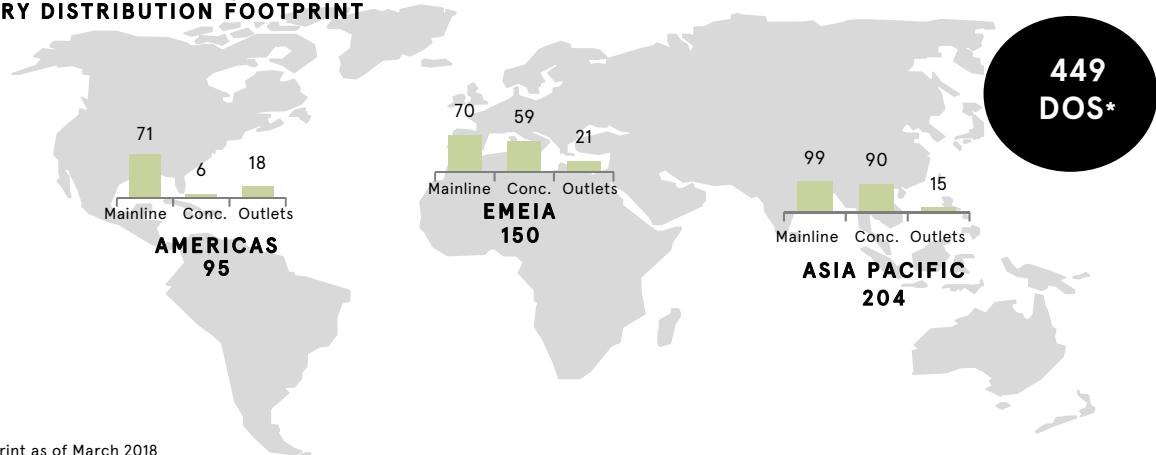 RY DISTRIBUTION FOOTPRINT
449
DOS*
71
6
18
Mainline Conc. Outlets
AMERICAS
95
70
59
21
Mainline Conc. Outlets
EMEIA
150
99
90
15
Mainline Conc. Outlets
ASIA PACIFIC
204
rint as of March 2018